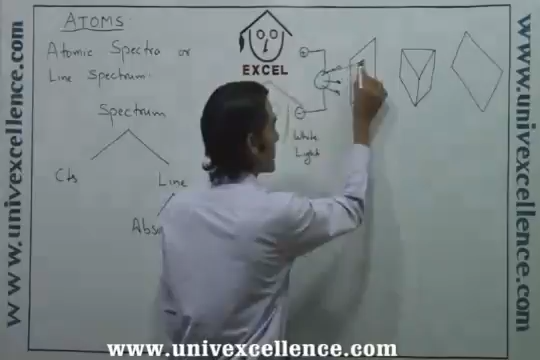 ATOMS:
Atomic Spectra or
Line Spectrum:
Spectrum
Cts
Line
Abso
EXCEL
White
Light
www.univexcellence.com
www.univexcellence.com
www.univexcellence.com